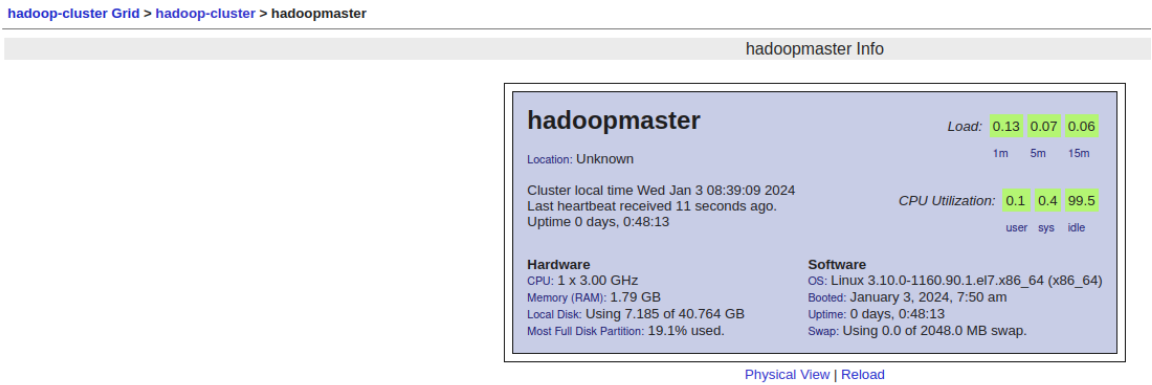 hadoop-cluster Grid > hadoop-cluster > hadoopmaster
hadoopmaster Info
hadoopmaster
Location: Unknown
Cluster local time Wed Jan 3 08:39:09 2024
Last heartbeat received 11 seconds ago.
Uptime 0 days, 0:48:13
Load: 0.13 0.07 0.06
1m 5m 15m
CPU Utilization: 0.1 0.4 99.5
user sys idle
Hardware
CPU: 1 x 3.00 GHz
Memory (RAM): 1.79 GB
Local Disk: Using 7.185 of 40.764 GB
Most Full Disk Partition: 19.1% used.
Software
OS: Linux 3.10.0-1160.90.1.el7.x86_64 (x86_64)
Booted: January 3, 2024, 7:50 am
Uptime: 0 days, 0:48:13
Swap: Using 0.0 of 2048.0 MB swap.
Physical View | Reload